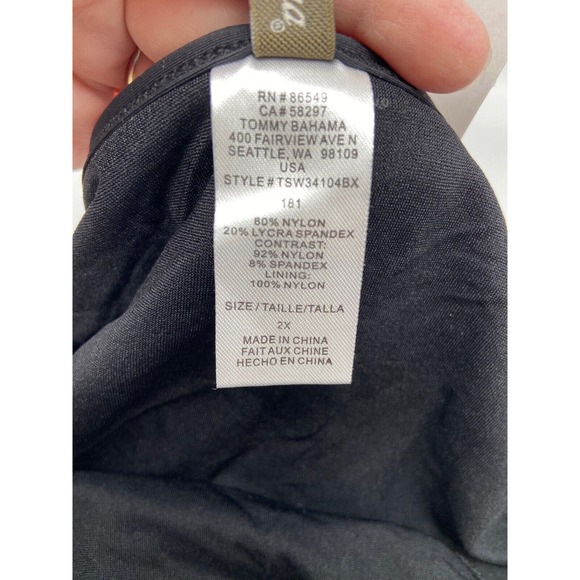 RN # 86549
CA# 58297
TOMMY BAHAMA
400 FAIRVIEW AVE N
SEATTLE, WA 98109
USA
STYLE # TSW34104BX
181
80% NYLON
20% LYCRA SPANDEX
CONTRAST:
92% NYLON
8% SPANDEX
LINING:
100% NYLON
SIZE / TAILLE / TALLA
2X
MADE IN CHINA
FAIT AUX CHINE
HECHO EN CHINA